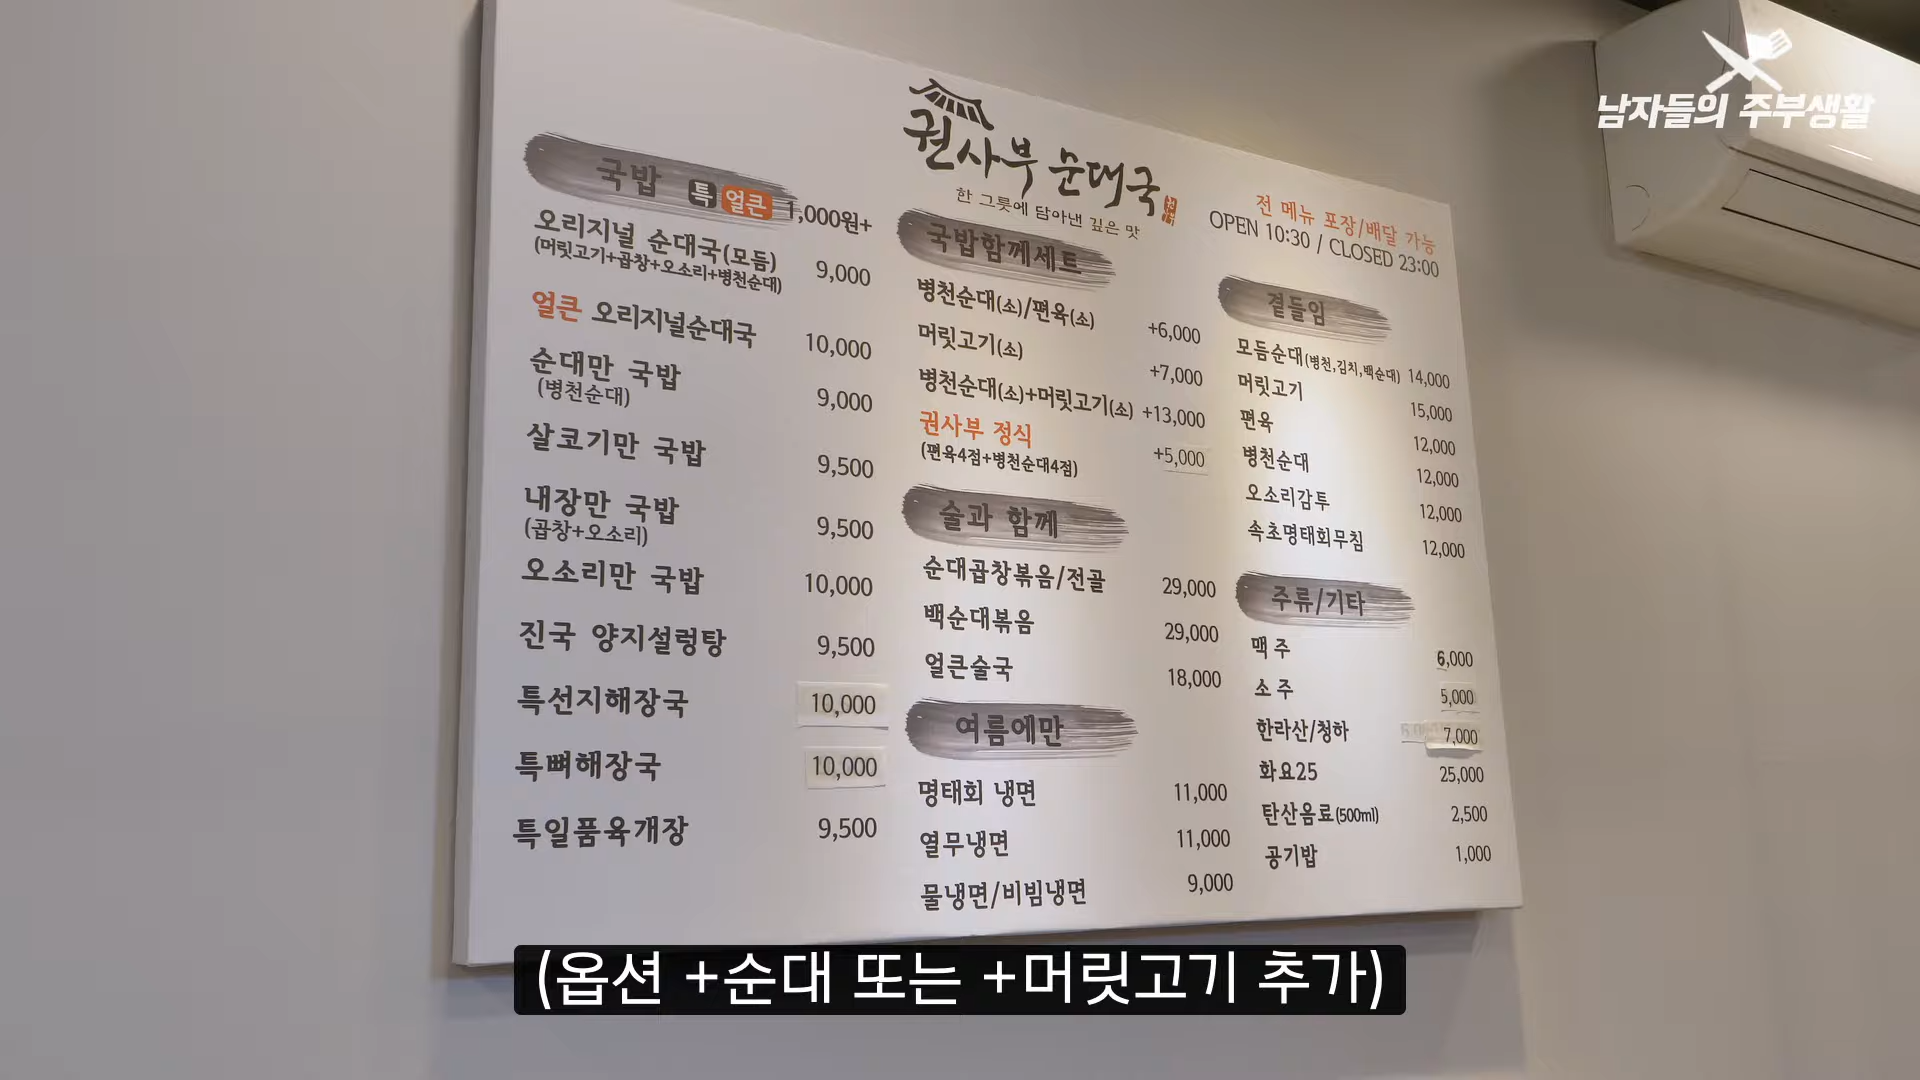 남자들의 주부생활
권사부 순대국
한 그릇에 담아낸 깊은 맛
전 메뉴 포장/배달 가능
OPEN 10:30 / CLOSED 23:00
국밥 특 얼큰 1,000원+
오리지널 순대국(모듬) 9,000
(머릿고기+곱창+오소리+병천순대)
얼큰 오리지널순대국 10,000
순대만 국밥 9,000
(병천순대)
살코기만 국밥 9,500
내장만 국밥 9,500
(곱창+오소리)
오소리만 국밥 10,000
진국 양지설렁탕 9,500
특선지해장국 10,000
특뼈해장국 10,000
특일품육개장 9,500
국밥함께세트
병천순대(소)/편육(소) +6,000
머릿고기(소) +7,000
병천순대(소)+머릿고기(소) +13,000
권사부 정식 +5,000
(편육4점+병천순대4점)
술과 함께
순대곱창볶음/전골 29,000
백순대볶음 29,000
얼큰술국 18,000
여름에만
명태회 냉면 11,000
열무냉면 11,000
물냉면/비빔냉면 9,000
곁들임
모듬순대(병천,김치,백순대) 14,000
머릿고기 15,000
편육 12,000
병천순대 12,000
오소리감투 12,000
속초명태회무침 12,000
주류/기타
맥주 6,000
소주 5,000
한라산/청하 7,000
화요25 25,000
탄산음료(500ml) 2,500
공기밥 1,000
(옵션 +순대 또는 +머릿고기 추가)